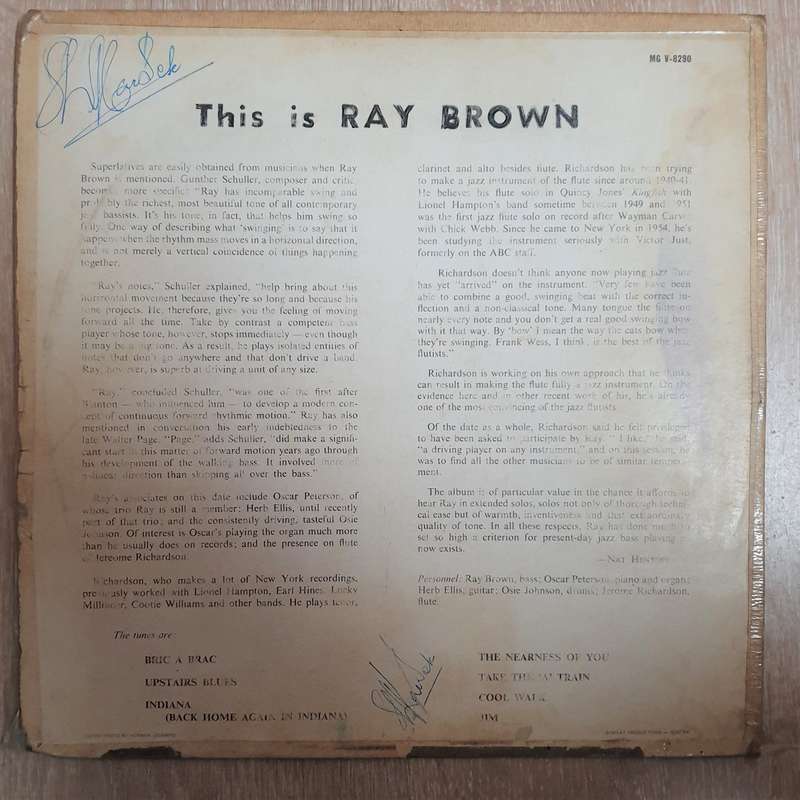 MG V-8290
This is RAY BROWN
Superlatives are easily obtained from musicians when Ray
Brown is mentioned. Gunther Schuller, composer and critic,
becomes more specific: "Ray has incomparable swing and
probably the richest, most beautiful tone of all contemporary
jazz bassists. It's his tone, in fact, that helps him swing so
fully. One way of describing what 'swinging' is to say that it
happens when the rhythm mass moves in a horizontal direction,
and is not merely a vertical coincidence of things happening
together.
"Ray's notes," Schuller explained, "help bring about this
horizontal movement because they're so long and because his
tone projects. He, therefore, gives you the feeling of moving
forward all the time. Take by contrast a competent bass
player whose tone, however, stops immediately — even though
it may be a big tone. As a result, he plays isolated entities of
notes that don't go anywhere and that don't drive a band.
Ray, however, is superb at driving a unit of any size.
"Ray," concluded Schuller, "was one of the first after
Blanton — who influenced him — to develop a modern con-
cept of continuous forward rhythmic motion." Ray has also
mentioned in conversation his early indebtedness to the
late Walter Page. "Page," adds Schuller, "did make a signifi-
cant start in this matter of forward motion years ago through
his development of the walking bass. It involved more of
a linear direction than skipping all over the bass."
Ray's associates on this date include Oscar Peterson, of
whose trio Ray is still a member; Herb Ellis, until recently
part of that trio; and the consistently driving, tasteful Osie
Johnson. Of interest is Oscar's playing the organ much more
than he usually does on records; and the presence on flute
of Jerome Richardson.
Richardson, who makes a lot of New York recordings,
previously worked with Lionel Hampton, Earl Hines, Lucky
Millinder, Cootie Williams and other bands. He plays tenor,
clarinet and alto besides flute. Richardson has been trying
to make a jazz instrument of the flute since around 1940-41.
He believes his flute solo in Quincy Jones' Kingfish with
Lionel Hampton's band sometime between 1949 and 1951
was the first jazz flute solo on record after Wayman Carver
with Chick Webb. Since he came to New York in 1954, he's
been studying the instrument seriously with Victor Just,
formerly on the ABC staff.
Richardson doesn't think anyone now playing jazz flute
has yet "arrived" on the instrument. "Very few have been
able to combine a good, swinging beat with the correct in-
flection and a non-classical tone. Many tongue the flute on
nearly every note and you don't get a real good swinging bow
with it that way. By 'bow' I mean the way the cats bow when
they're swinging. Frank Wess, I think, is the best of the jazz
flutists."
Richardson is working on his own approach that he thinks
can result in making the flute fully a jazz instrument. On the
evidence here and in other recent work of his, he's already
one of the most convincing of the jazz flutists.
Of the date as a whole, Richardson said he felt privileged
to have been asked to participate by Ray. "I like," he said,
"a driving player on any instrument," and on this session, he
was to find all the other musicians to be of similar tempera-
ment.
The album is of particular value in the chance it affords to
hear Ray in extended solos, solos not only of thorough techni-
cal ease but of warmth, inventiveness and that extraordinary
quality of tone. In all these respects, Ray has done much to
set so high a criterion for present-day jazz bass playing
now exists.
—NAT HENTOFF
Personnel: Ray Brown, bass; Oscar Peterson, piano and organ;
Herb Ellis, guitar; Osie Johnson, drums; Jerome Richardson,
flute.
The tunes are:
BRIC A BRAC
UPSTAIRS BLUES
INDIANA
(BACK HOME AGAIN IN INDIANA)
THE NEARNESS OF YOU
TAKE THE 'A' TRAIN
COOL WALK
JIM